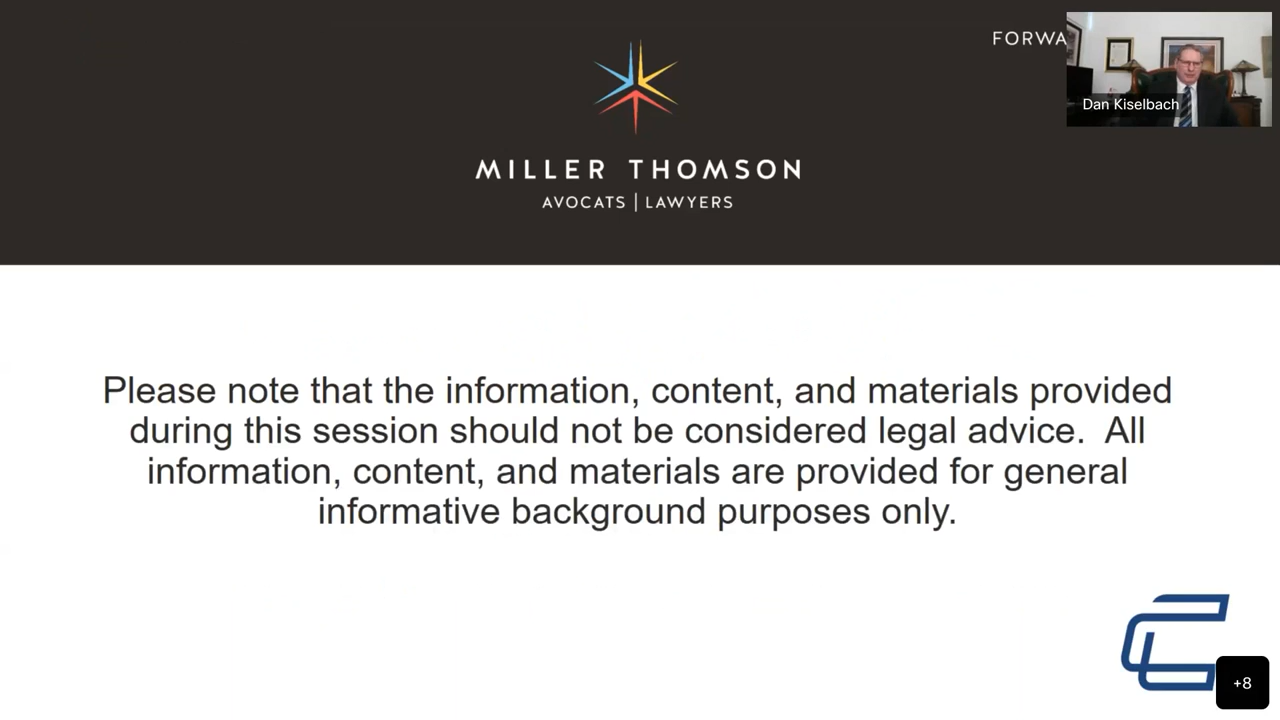 FORWA
Dan Kiselbach
MILLER THOMSON
AVOCATS | LAWYERS
Please note that the information, content, and materials provided
during this session should not be considered legal advice.  All
information, content, and materials are provided for general
informative background purposes only.
+8